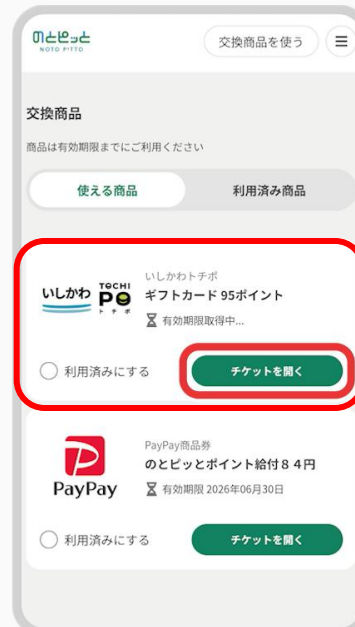 のとピっと
NOTO PITTO
交換商品を使う
交換商品
商品は有効期限までにご利用ください
使える商品
利用済み商品
いしかわ
TOCHI
PO
トチポ
いしかわトチポ
ギフトカード 95ポイント
有効期限取得中...
利用済みにする
チケットを開く
PayPay
PayPay商品券
のとピッとポイント給付８４円
有効期限 2026年06月30日
利用済みにする
チケットを開く